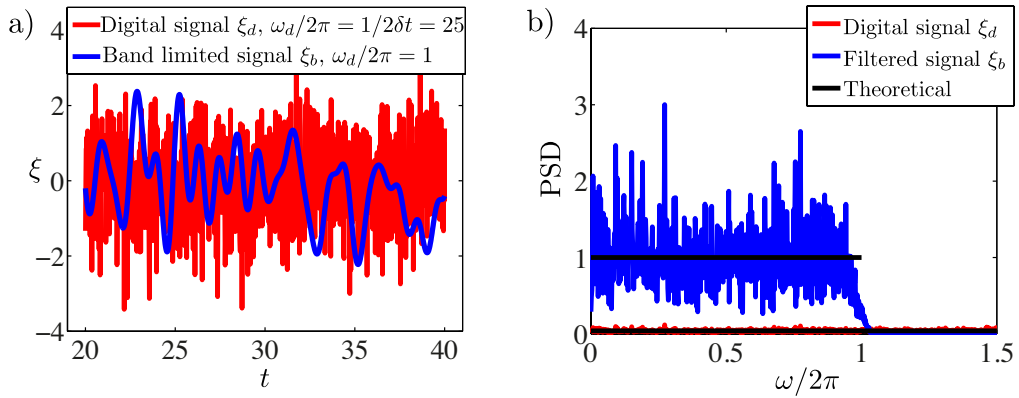 a)
Digital signal ξ_d, ω_d/2π = 1/2δt = 25
Band limited signal ξ_b, ω_d/2π = 1
4
2
0
−2
−4
ξ
20
25
30
35
40
t
b)
Digital signal ξ_d
Filtered signal ξ_b
Theoretical
4
3
2
1
0
PSD
0
0.5
1
1.5
ω/2π